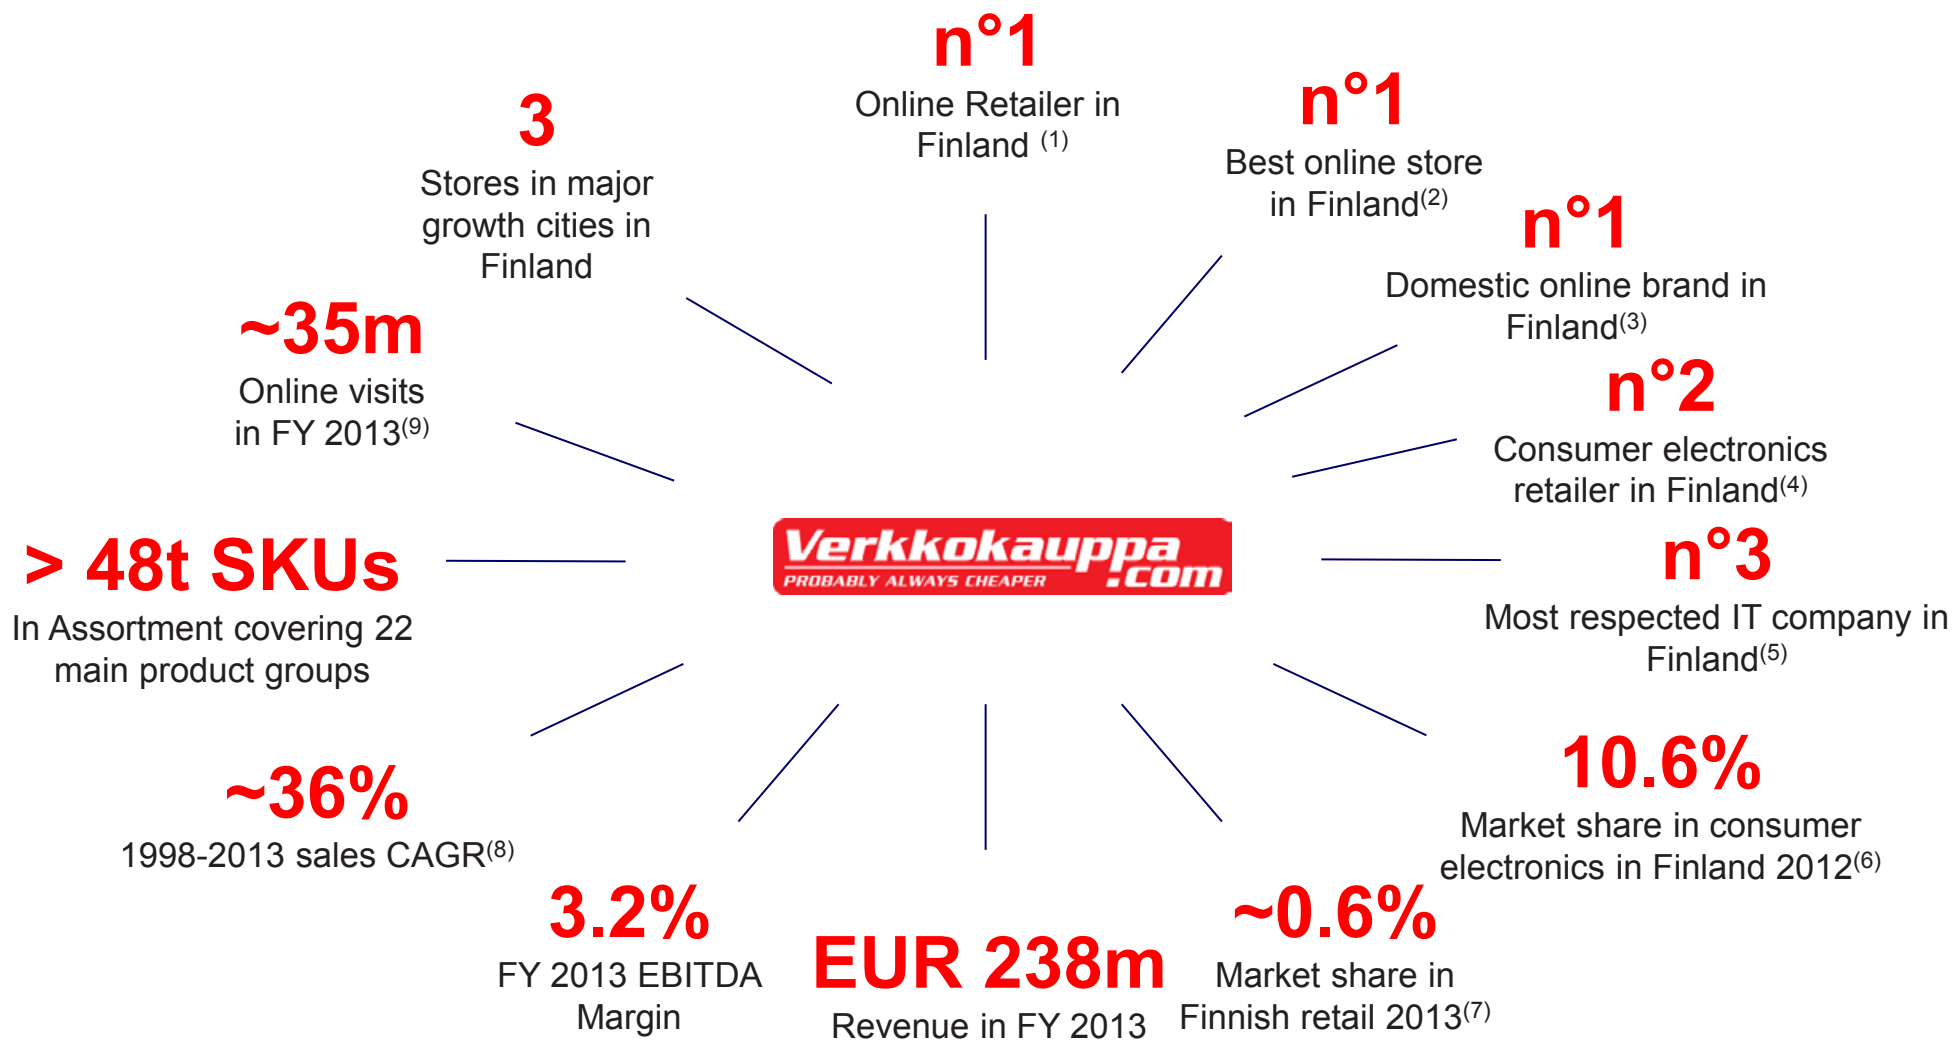 n°1
Online Retailer in
Finland (1)
n°1
Best online store
in Finland(2)
n°1
Domestic online brand in
Finland(3)
n°2
Consumer electronics
retailer in Finland(4)
n°3
Most respected IT company in
Finland(5)
10.6%
Market share in consumer
electronics in Finland 2012(6)
~0.6%
Market share in
Finnish retail 2013(7)
EUR 238m
Revenue in FY 2013
3.2%
FY 2013 EBITDA
Margin
~36%
1998-2013 sales CAGR(8)
> 48t SKUs
In Assortment covering 22
main product groups
~35m
Online visits
in FY 2013(9)
3
Stores in major
growth cities in
Finland
Verkkokauppa
.com
PROBABLY ALWAYS CHEAPER